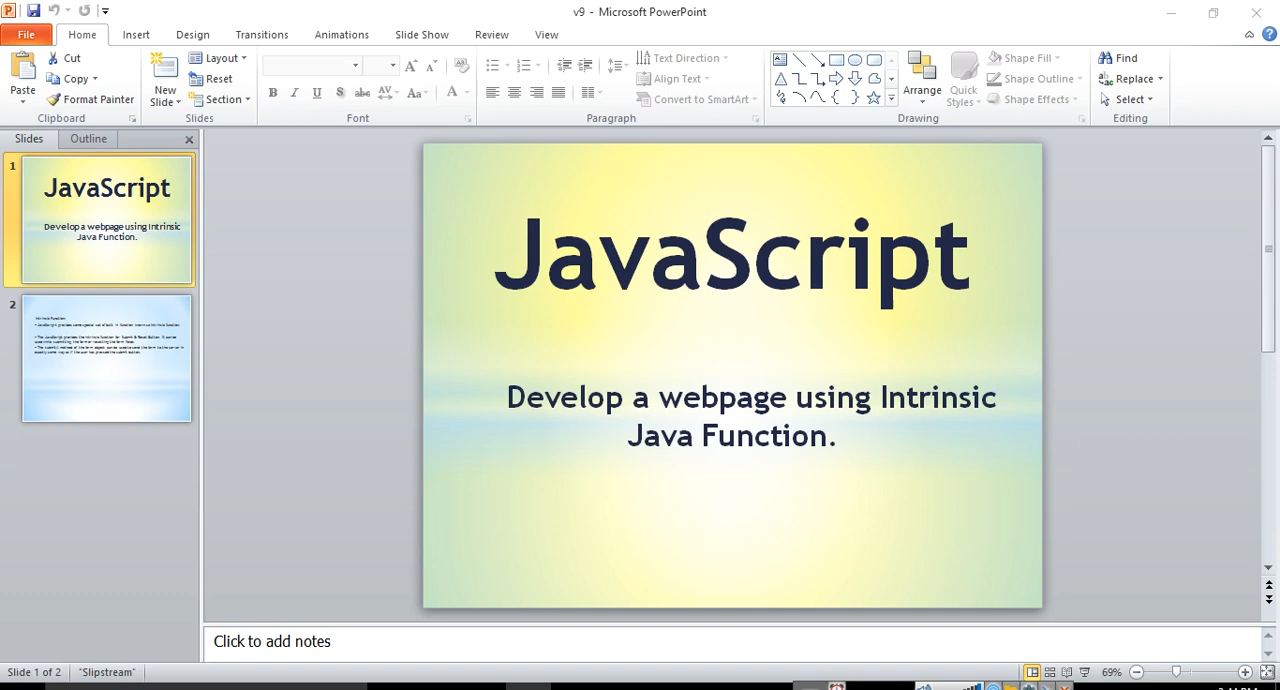 v9 - Microsoft PowerPoint
File Home Insert Design Transitions Animations Slide Show Review View
Paste
Cut
Copy
Format Painter
Clipboard
New
Slide
Layout
Reset
Section
Slides
Font
Text Direction
Align Text
Convert to SmartArt
Paragraph
Arrange
Quick
Styles
Shape Fill
Shape Outline
Shape Effects
Drawing
Find
Replace
Select
Editing
Slides Outline
1
JavaScript
Develop a webpage using Intrinsic
Java Function.
2
JavaScript
Develop a webpage using Intrinsic
Java Function.
Click to add notes
Slide 1 of 2 "Slipstream" 69%